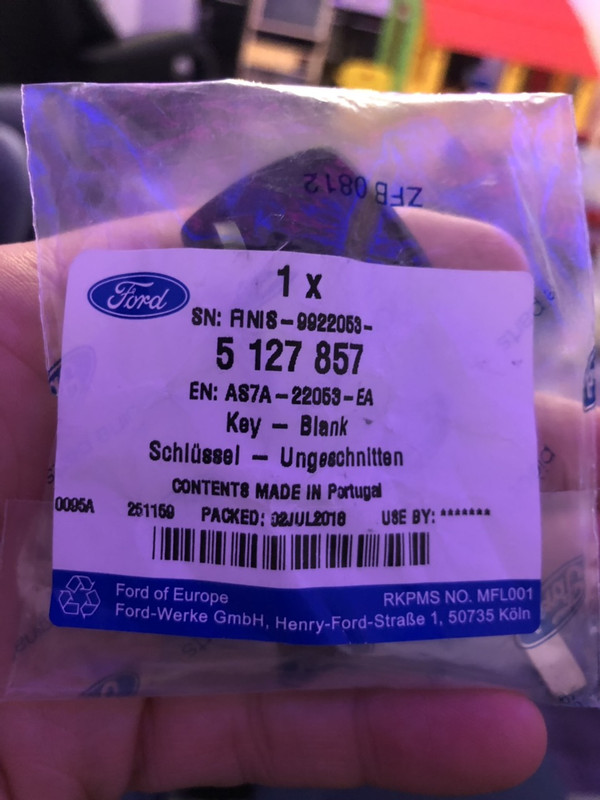 ZFB 0812
Ford
1 x
SN: FINIS-9922053-
5 127 857
EN: AS7A-22053-EA
Key - Blank
Schlüssel - Ungeschnitten
CONTENTS MADE IN Portugal
0095A 251159 PACKED: 02JUL2018 USE BY: *******
Ford of Europe
RKPMS NO. MFL001
Ford-Werke GmbH, Henry-Ford-Straße 1, 50735 Köln